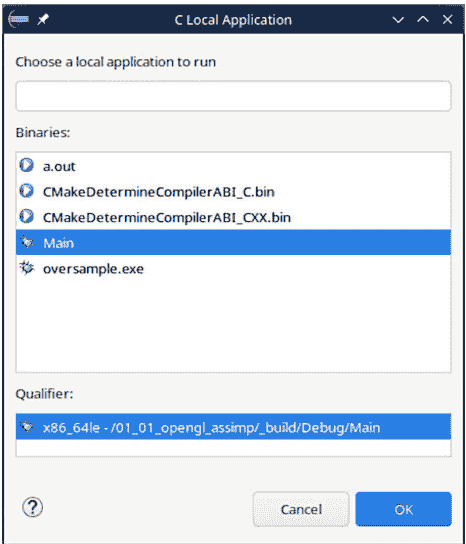 C Local Application
Choose a local application to run
Binaries:
a.out
CMakeDetermineCompilerABI_C.bin
CMakeDetermineCompilerABI_CXX.bin
Main
oversample.exe
Qualifier:
x86_64le - /01_01_opengl_assimp/_build/Debug/Main
?
Cancel
OK